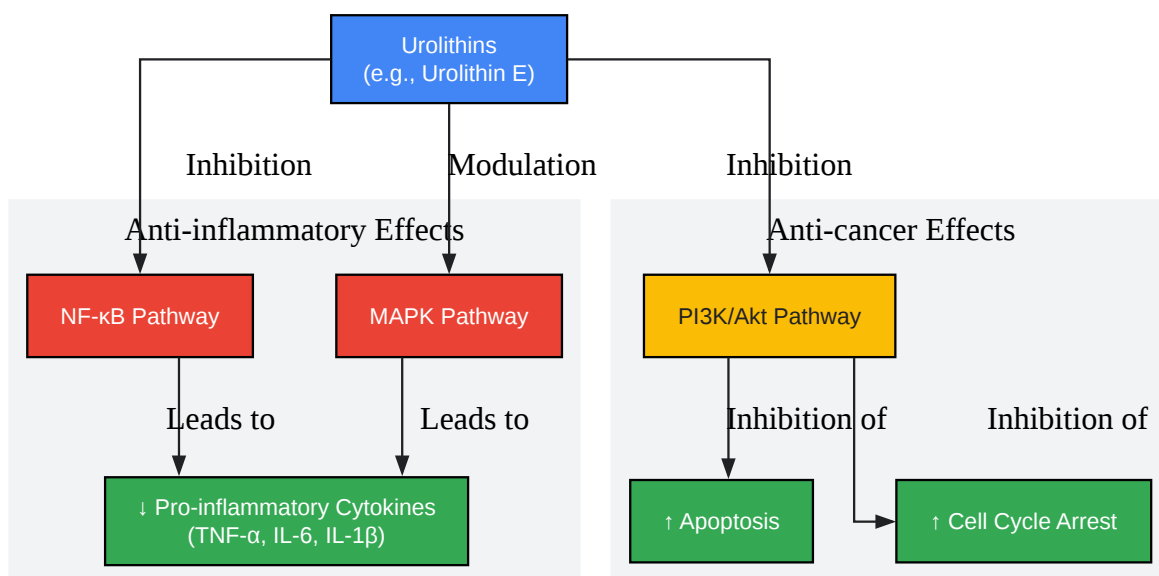 Urolithins
(e.g., Urolithin E)
Inhibition
Modulation
Inhibition
Anti-inflammatory Effects
Anti-cancer Effects
NF-κB Pathway
MAPK Pathway
PI3K/Akt Pathway
Leads to
Leads to
Inhibition of
Inhibition of
↓ Pro-inflammatory Cytokines
(TNF-α, IL-6, IL-1β)
↑ Apoptosis
↑ Cell Cycle Arrest